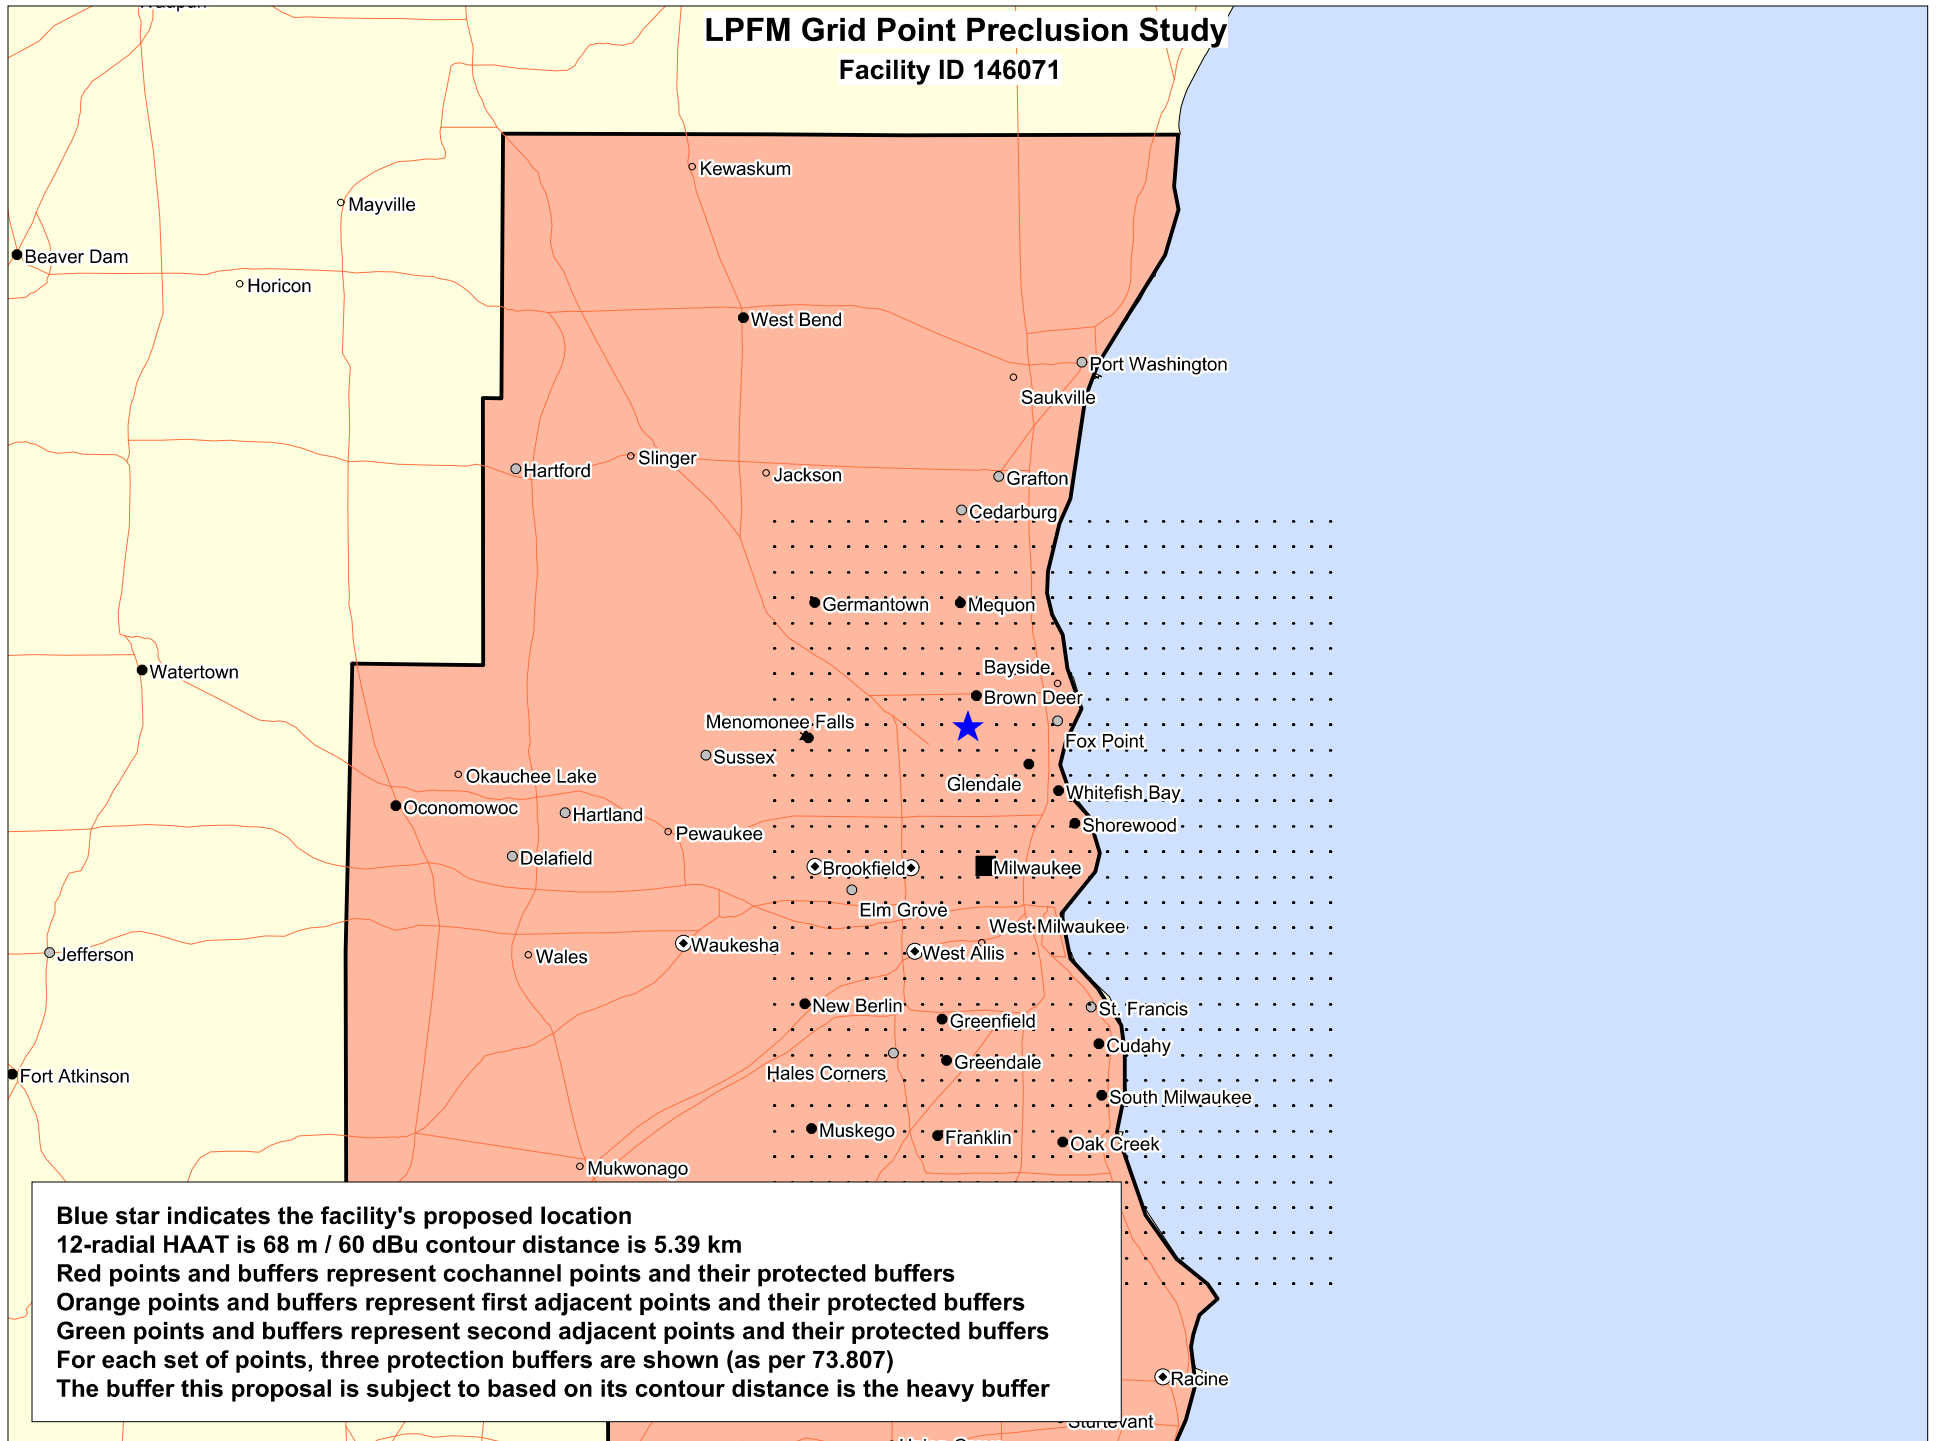 Waupun
LPFM Grid Point Preclusion Study
Facility ID 146071
Kewaskum
Mayville
Beaver Dam
Horicon
West Bend
Port Washington
Saukville
Slinger
Hartford
Jackson
Grafton
Cedarburg
Germantown
Mequon
Bayside
Watertown
Brown Deer
Menomonee Falls
Fox Point
Sussex
Okauchee Lake
Glendale
Whitefish Bay
Oconomowoc
Hartland
Shorewood
Pewaukee
Delafield
Brookfield
Milwaukee
Elm Grove
West Milwaukee
Waukesha
West Allis
Jefferson
Wales
New Berlin
St. Francis
Greenfield
Cudahy
Greendale
Hales Corners
Fort Atkinson
South Milwaukee
Muskego
Franklin
Oak Creek
Mukwonago
Blue star indicates the facility's proposed location
12-radial HAAT is 68 m / 60 dBu contour distance is 5.39 km
Red points and buffers represent cochannel points and their protected buffers
Orange points and buffers represent first adjacent points and their protected buffers
Green points and buffers represent second adjacent points and their protected buffers
For each set of points, three protection buffers are shown (as per 73.807)
The buffer this proposal is subject to based on its contour distance is the heavy buffer
Racine
Sturtevant